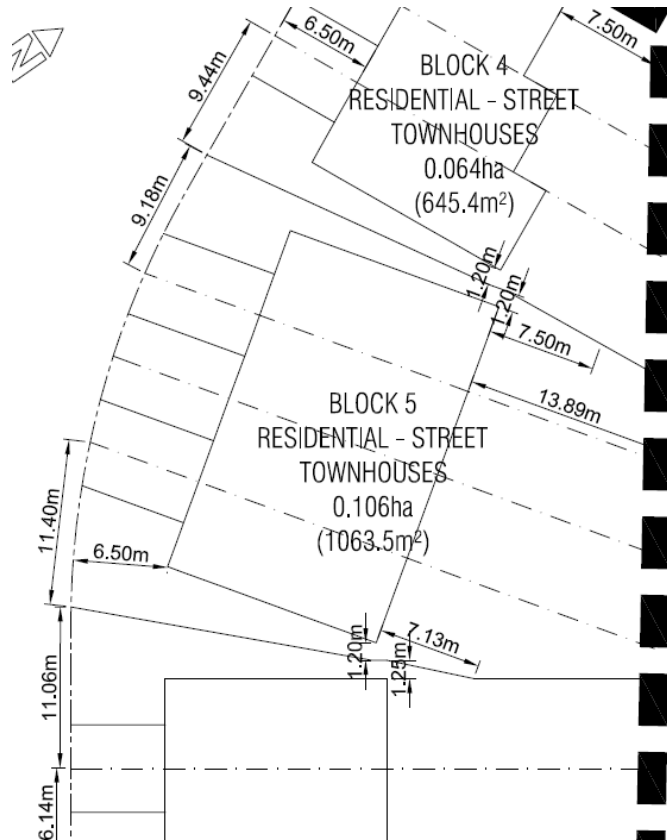 6.50m
7.50m
N
BLOCK 4
RESIDENTIAL - STREET
TOWNHOUSES
0.064ha
(645.4m²)
9.44m
9.18m
1.20m
1.20m
7.50m
13.89m
BLOCK 5
RESIDENTIAL - STREET
TOWNHOUSES
0.106ha
(1063.5m²)
11.40m
6.50m
7.13m
1.20m
1.25m
11.06m
6.14m